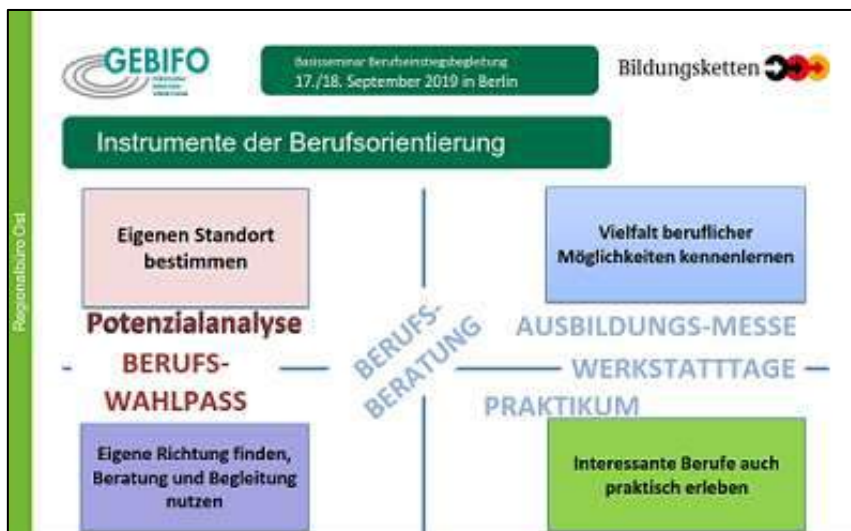 GEBIFO
Basisseminar Berufseinstiegsbegleitung
17./18. September 2019 in Berlin
Bildungsketten
Instrumente der Berufsorientierung
Regionalbüro Ost
Eigenen Standort
bestimmen
Vielfalt beruflicher
Möglichkeiten kennenlernen
Potenzialanalyse
BERUFS-
WAHLPASS
BERUFS-
BERATUNG
AUSBILDUNGS-MESSE
WERKSTATTTAGE
PRAKTIKUM
Eigene Richtung finden,
Beratung und Begleitung
nutzen
Interessante Berufe auch
praktisch erleben